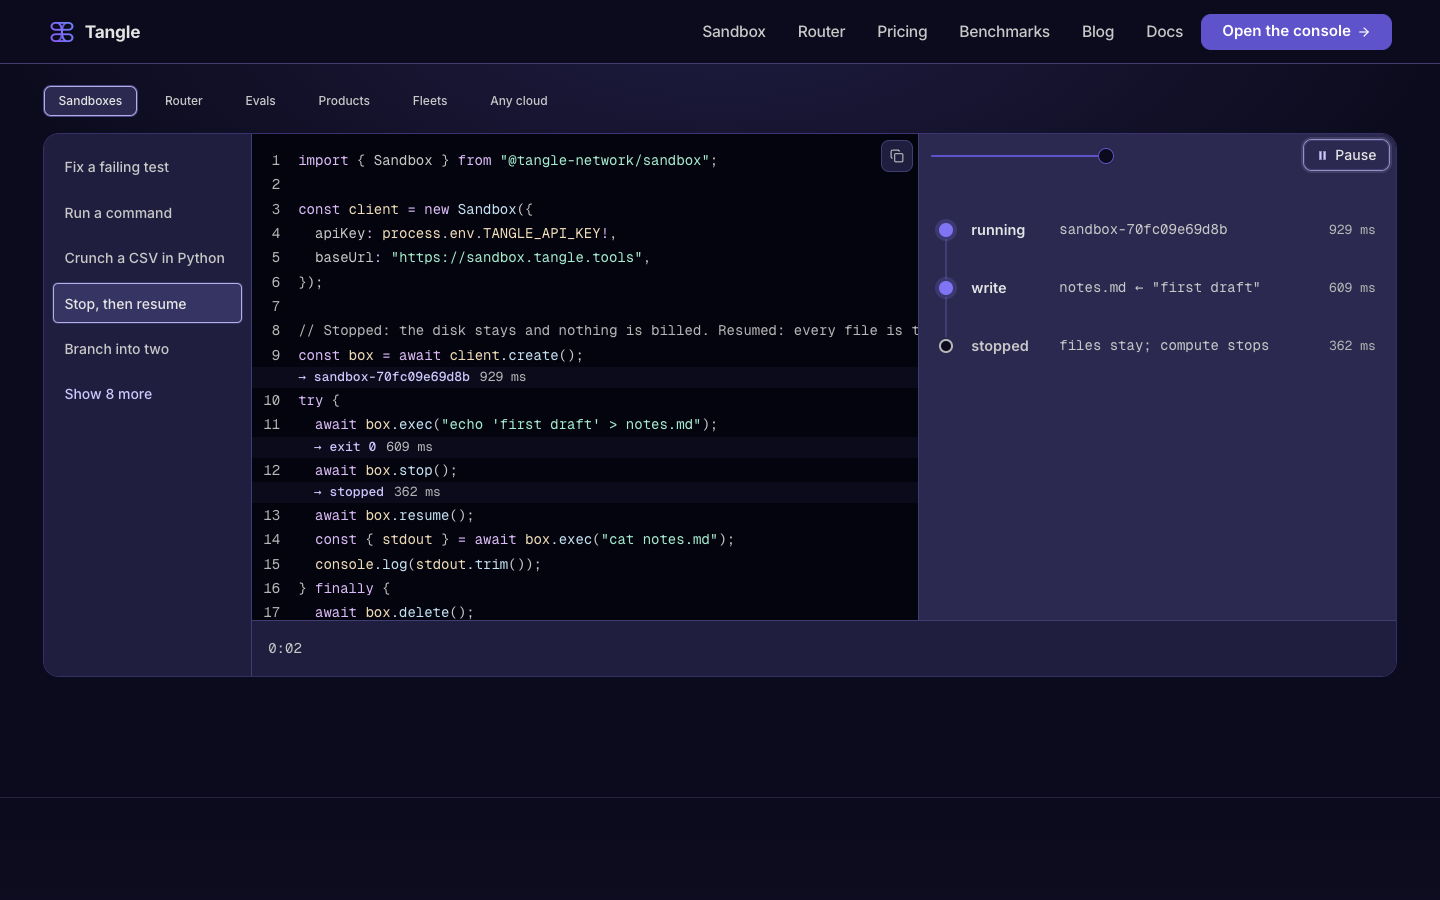 Tangle
Sandbox Router Pricing Benchmarks Blog Docs Open the console →
Sandboxes Router Evals Products Fleets Any cloud
Fix a failing test
Run a command
Crunch a CSV in Python
Stop, then resume
Branch into two
Show 8 more
1 import { Sandbox } from "@tangle-network/sandbox";
2
3 const client = new Sandbox({
4   apiKey: process.env.TANGLE_API_KEY!,
5   baseUrl: "https://sandbox.tangle.tools",
6 });
7
8 // Stopped: the disk stays and nothing is billed. Resumed: every file is t
9 const box = await client.create();
→ sandbox-70fc09e69d8b 929 ms
10 try {
11   await box.exec("echo 'first draft' > notes.md");
→ exit 0 609 ms
12   await box.stop();
→ stopped 362 ms
13   await box.resume();
14   const { stdout } = await box.exec("cat notes.md");
15   console.log(stdout.trim());
16 } finally {
17   await box.delete();
Pause
running sandbox-70fc09e69d8b 929 ms
write notes.md ← "first draft" 609 ms
stopped files stay; compute stops 362 ms
0:02